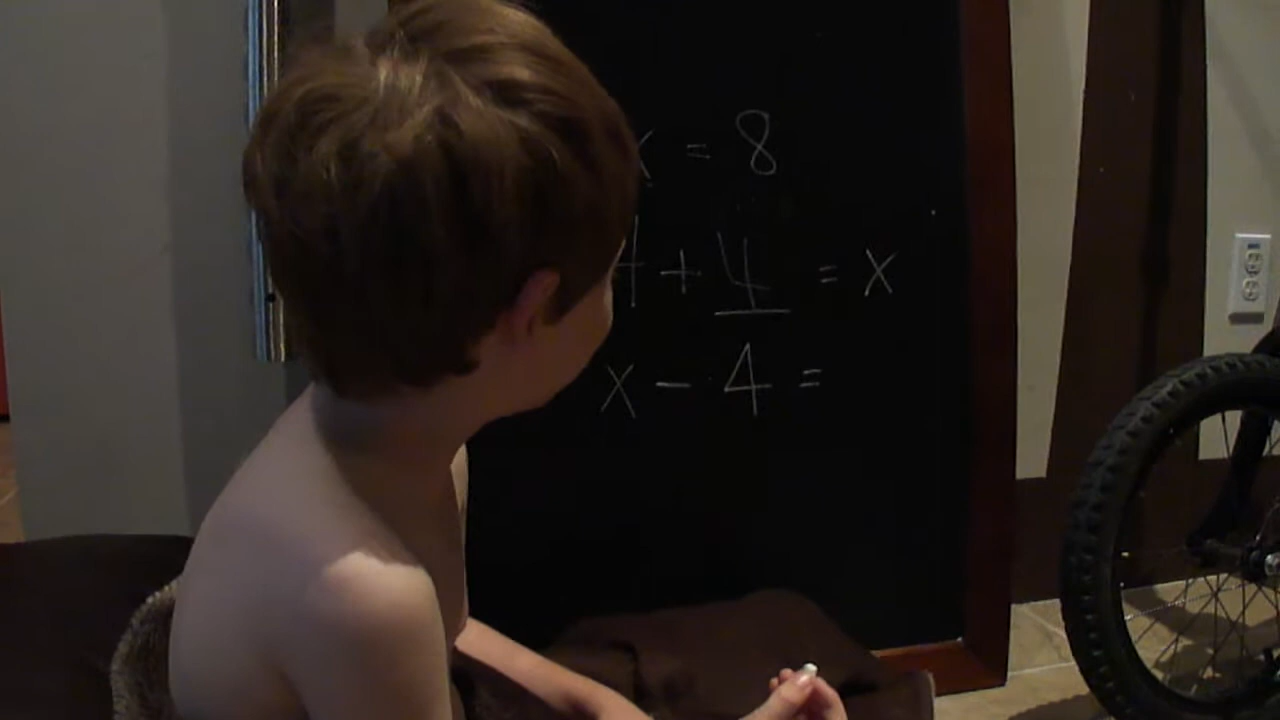 x = 8
4 + 4 = x
x - 4 =